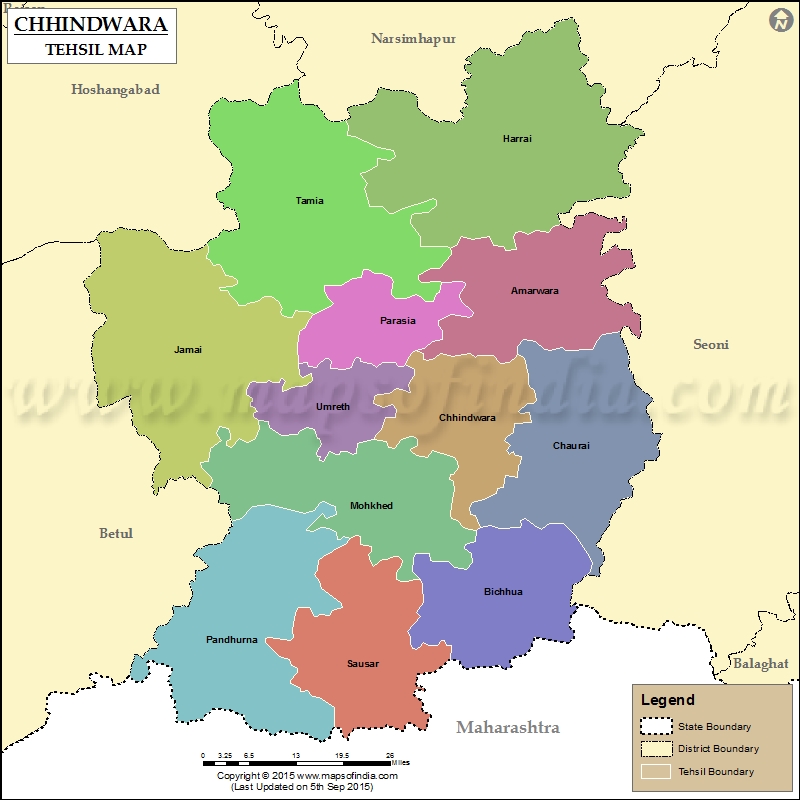 CHHINDWARA
TEHSIL MAP
N
Narsimhapur
Hoshangabad
Harrai
Tamia
Amarwara
Parasia
Jamai
Seoni
www.mapsofindia.com
Umreth
Chhindwara
Chaurai
Mohkhed
Betul
Bichhua
Pandhurna
Sausar
Balaghat
Maharashtra
Legend
State Boundary
District Boundary
Tehsil Boundary
0 3.25 6.5 13 19.5 26
Miles
Copyright © 2015 www.mapsofindia.com
(Last Updated on 5th Sep 2015)